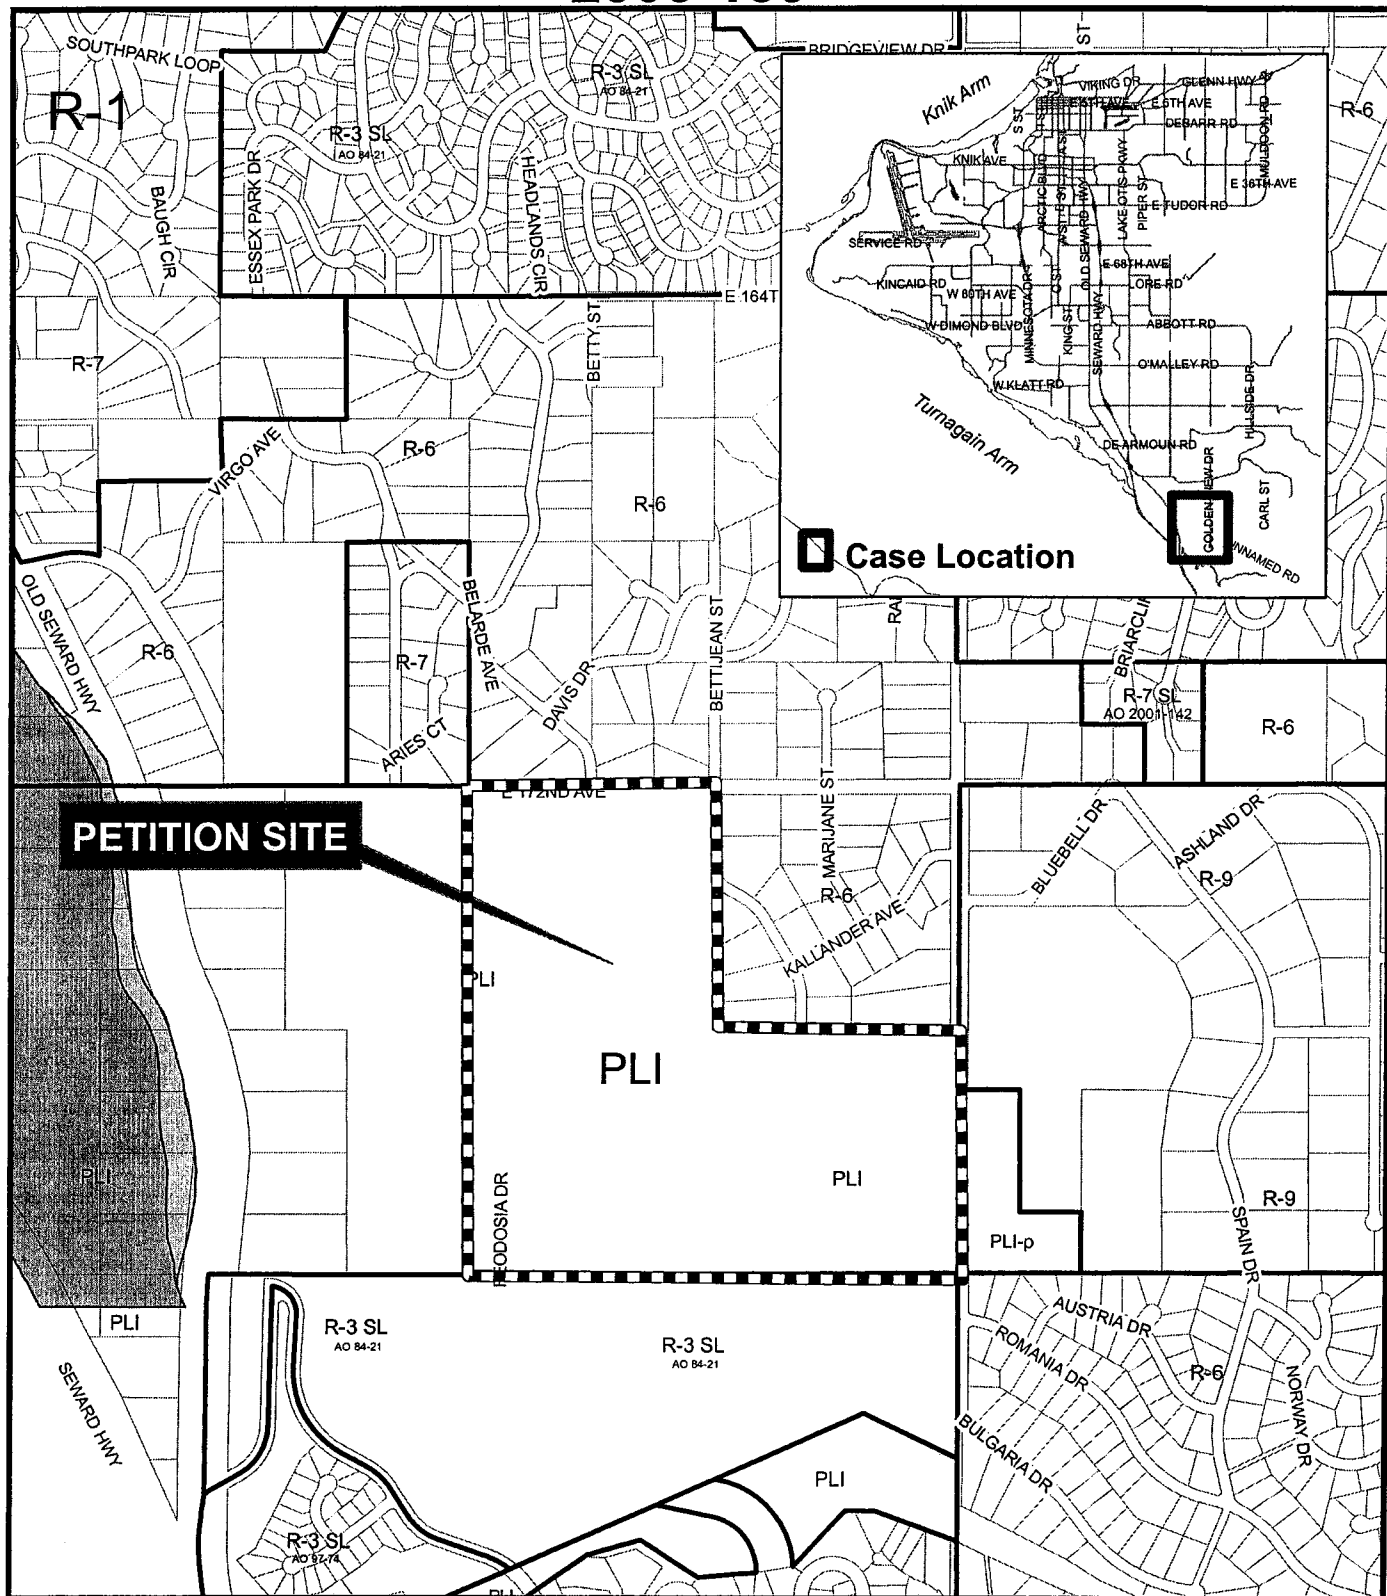 SOUTHPARK LOOP
R-1
BAUGH CIR
ESSEX PARK DR
R-3 SL
AO 84-21
R-3 SL
AO 84-21
HEADLANDS CIR
BRIDGEVIEW DR
ST
R-6
Knik Arm
VIKING DR
GLENN HWY
E 5TH AVE
E 6TH AVE
DEBARR RD
MULDOON RD
S ST
KNIK AVE
ARCTIC BLVD
E 36TH AVE
LAKE OTIS PKWY
PIPER ST
E TUDOR RD
OLD SEWARD HWY
SERVICE RD
E 68TH AVE
KINCAID RD
LORE RD
W 80TH AVE
C ST
MINNESOTA DR
W DIMOND BLVD
KING ST
SEWARD HWY
ABBOTT RD
O'MALLEY RD
W KLATT RD
HILLSIDE DR
Turnagain Arm
DE ARMOUN RD
CARL ST
Case Location
E 164T
BETTY ST
R-7
R-6
VIRGO AVE
R-6
OLD SEWARD HWY
R-6
R-7
BELARDE AVE
ARIES CT
DAVIS DR
BETTIJEAN ST
R-7 SL
AO 2001-142
R-6
E 172ND AVE
PETITION SITE
MARIJANE ST
R-6
KALLANDER AVE
BLUEBELL DR
ASHLAND DR
R-9
PLI
PLI
PLI
PLI
PLI-p
R-9
SPAIN DR
PLI
SEWARD HWY
R-3 SL
AO 84-21
R-3 SL
AO 84-21
AUSTRIA DR
ROMANIA DR
R-6
NORWAY DR
BULGARIA DR
PLI
R-3 SL
AO 97-74
PLI